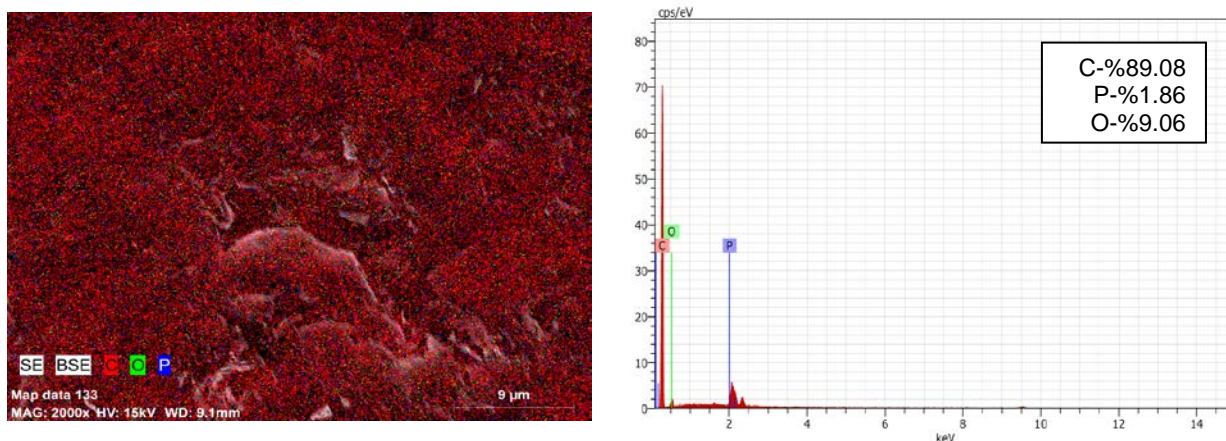 SE BSE C O P
Map data 133
MAG: 2000x HV: 15kV WD: 9.1mm
9 µm
cps/eV
80
70
60
50
40
30
20
10
0
C O P
2 4 6 8 10 12 14
keV
C-%89.08
P-%1.86
O-%9.06